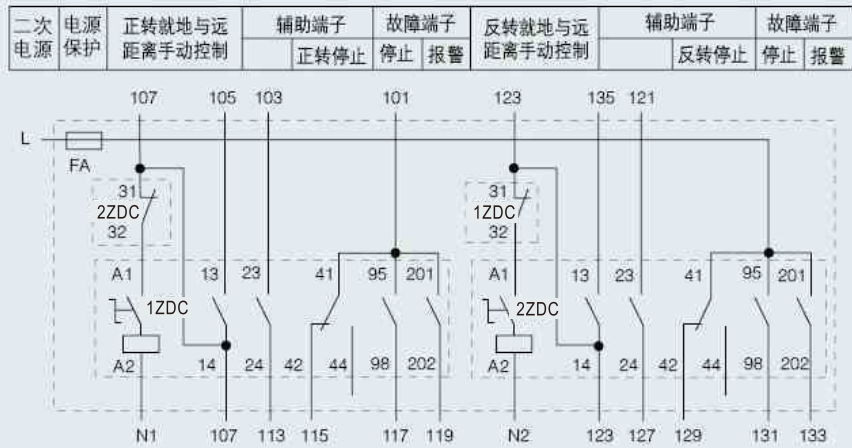 二次 电源 正转就地与远 辅助端子 故障端子 反转就地与远 辅助端子 故障端子
电源 保护 距离手动控制 正转停止 停止 报警 距离手动控制 反转停止 停止 报警
107 105 103 101 123 135 121
L
FA
31 31
2ZDC 1ZDC
32 32
A1 13 23 41 95 201 A1 13 23 41 95 201
1ZDC 2ZDC
A2 14 24 42 44 98 202 A2 14 24 42 44 98 202
N1 107 113 115 117 119 N2 123 127 129 131 133